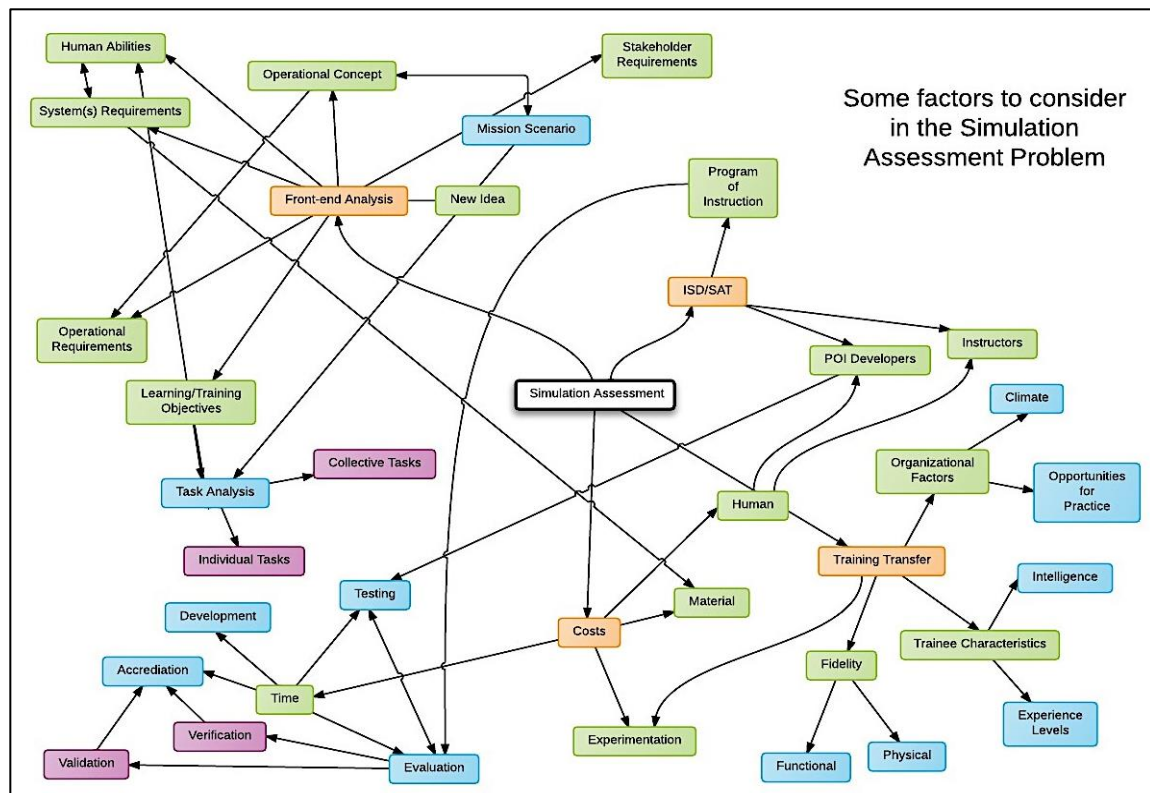 Human Abilities
Stakeholder
Requirements
Operational Concept
System(s) Requirements
Mission Scenario
Some factors to consider
in the Simulation
Assessment Problem
Program
of
Instruction
Front-end Analysis
New Idea
ISD/SAT
Operational
Requirements
POI Developers
Instructors
Learning/Training
Objectives
Simulation Assessment
Climate
Collective Tasks
Organizational
Factors
Task Analysis
Opportunities
for
Practice
Human
Individual Tasks
Training Transfer
Testing
Material
Intelligence
Development
Costs
Trainee Characteristics
Accrediation
Fidelity
Time
Verification
Experimentation
Experience
Levels
Validation
Evaluation
Functional
Physical